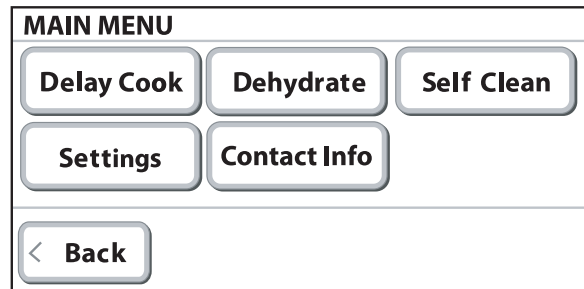 MAIN MENU
Delay Cook Dehydrate Self Clean
Settings Contact Info
< Back